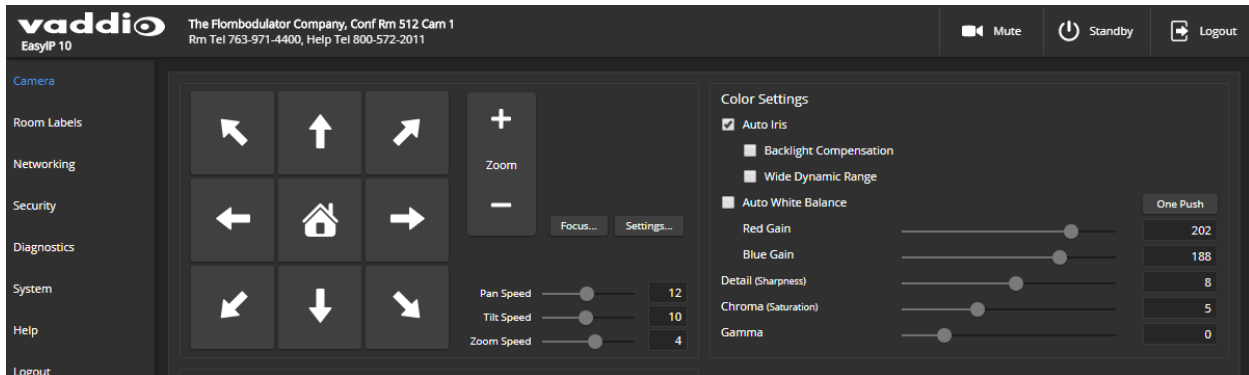 vaddio
EasyIP 10
The Flombodulator Company, Conf Rm 512 Cam 1
Rm Tel 763-971-4400, Help Tel 800-572-2011
Mute
Standby
Logout
Camera
Room Labels
Networking
Security
Diagnostics
System
Help
Logout
+
Zoom
−
Focus...
Settings...
Pan Speed 12
Tilt Speed 10
Zoom Speed 4
Color Settings
Auto Iris
Backlight Compensation
Wide Dynamic Range
Auto White Balance One Push
Red Gain 202
Blue Gain 188
Detail (Sharpness) 8
Chroma (Saturation) 5
Gamma 0